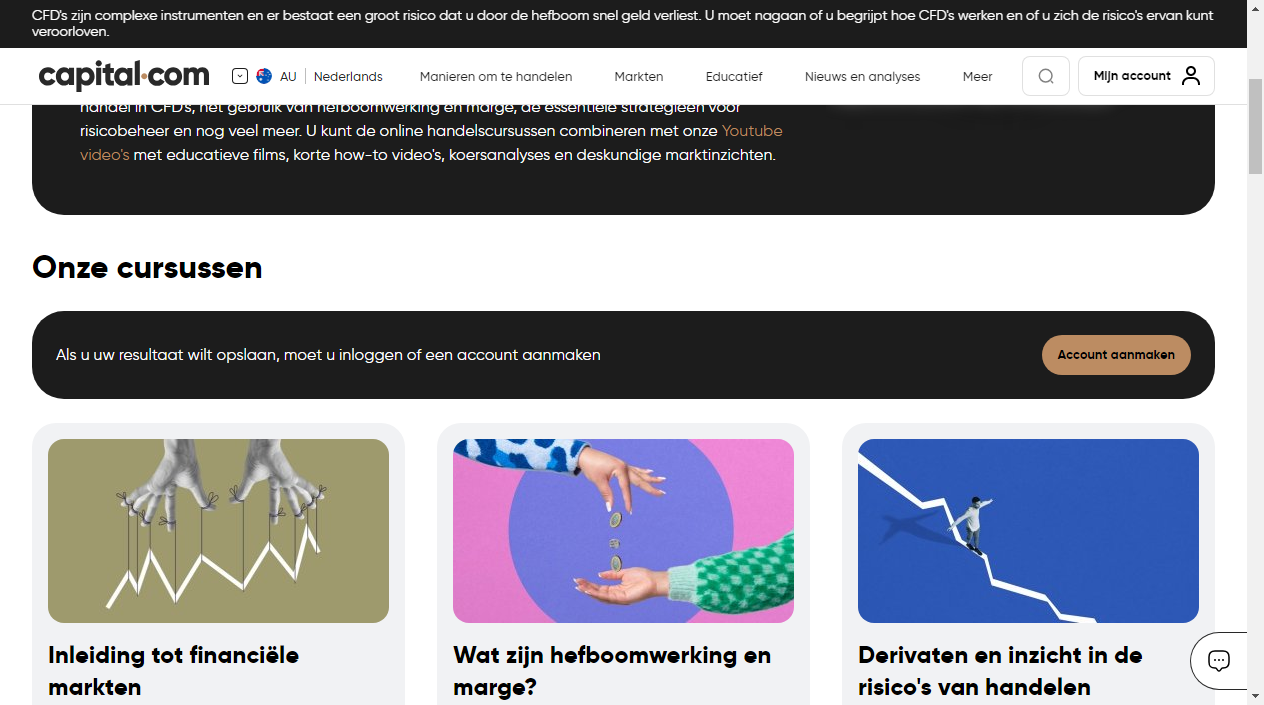 CFD's zijn complexe instrumenten en er bestaat een groot risico dat u door de hefboom snel geld verliest. U moet nagaan of u begrijpt hoe CFD's werken en of u zich de risico's ervan kunt
veroorloven.
capital.com
AU Nederlands Manieren om te handelen Markten Educatief Nieuws en analyses Meer Mijn account
handel in CFD's, het gebruik van hefboomwerking en marge, de essentiële strategieën voor
risicobeheer en nog veel meer. U kunt de online handelscursussen combineren met onze Youtube
video's met educatieve films, korte how-to video's, koersanalyses en deskundige marktinzichten.
Onze cursussen
Als u uw resultaat wilt opslaan, moet u inloggen of een account aanmaken
Account aanmaken
Inleiding tot financiële
markten
Wat zijn hefboomwerking en
marge?
Derivaten en inzicht in de
risico's van handelen